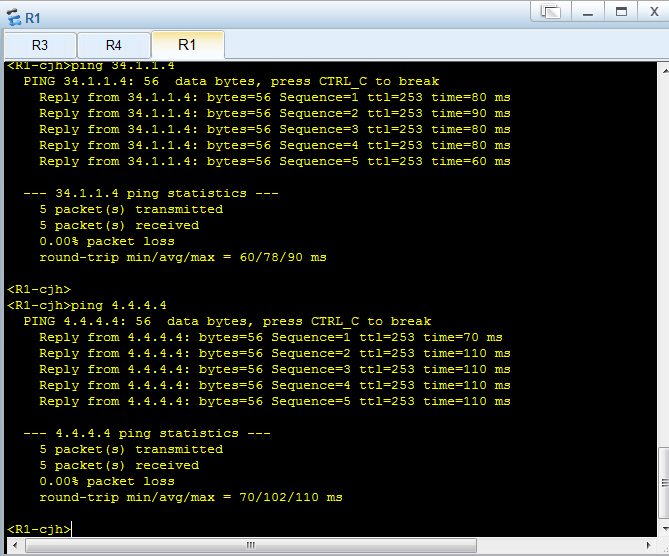 R1
R3 R4 R1
<R1-cjh>ping 34.1.1.4
PING 34.1.1.4: 56  data bytes, press CTRL_C to break
Reply from 34.1.1.4: bytes=56 Sequence=1 ttl=253 time=80 ms
Reply from 34.1.1.4: bytes=56 Sequence=2 ttl=253 time=90 ms
Reply from 34.1.1.4: bytes=56 Sequence=3 ttl=253 time=80 ms
Reply from 34.1.1.4: bytes=56 Sequence=4 ttl=253 time=80 ms
Reply from 34.1.1.4: bytes=56 Sequence=5 ttl=253 time=60 ms
--- 34.1.1.4 ping statistics ---
5 packet(s) transmitted
5 packet(s) received
0.00% packet loss
round-trip min/avg/max = 60/78/90 ms
<R1-cjh>
<R1-cjh>ping 4.4.4.4
PING 4.4.4.4: 56  data bytes, press CTRL_C to break
Reply from 4.4.4.4: bytes=56 Sequence=1 ttl=253 time=70 ms
Reply from 4.4.4.4: bytes=56 Sequence=2 ttl=253 time=110 ms
Reply from 4.4.4.4: bytes=56 Sequence=3 ttl=253 time=110 ms
Reply from 4.4.4.4: bytes=56 Sequence=4 ttl=253 time=110 ms
Reply from 4.4.4.4: bytes=56 Sequence=5 ttl=253 time=110 ms
--- 4.4.4.4 ping statistics ---
5 packet(s) transmitted
5 packet(s) received
0.00% packet loss
round-trip min/avg/max = 70/102/110 ms
<R1-cjh>